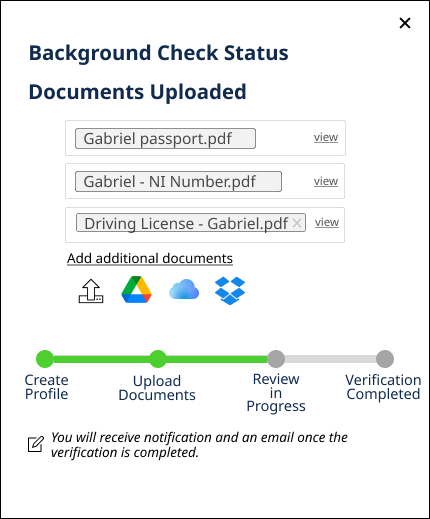 Background Check Status
Documents Uploaded
Gabriel passport.pdf view
Gabriel - NI Number.pdf view
Driving License - Gabriel.pdf view
Add additional documents
Create
Profile
Upload
Documents
Review
in
Progress
Verification
Completed
You will receive notification and an email once the
verification is completed.